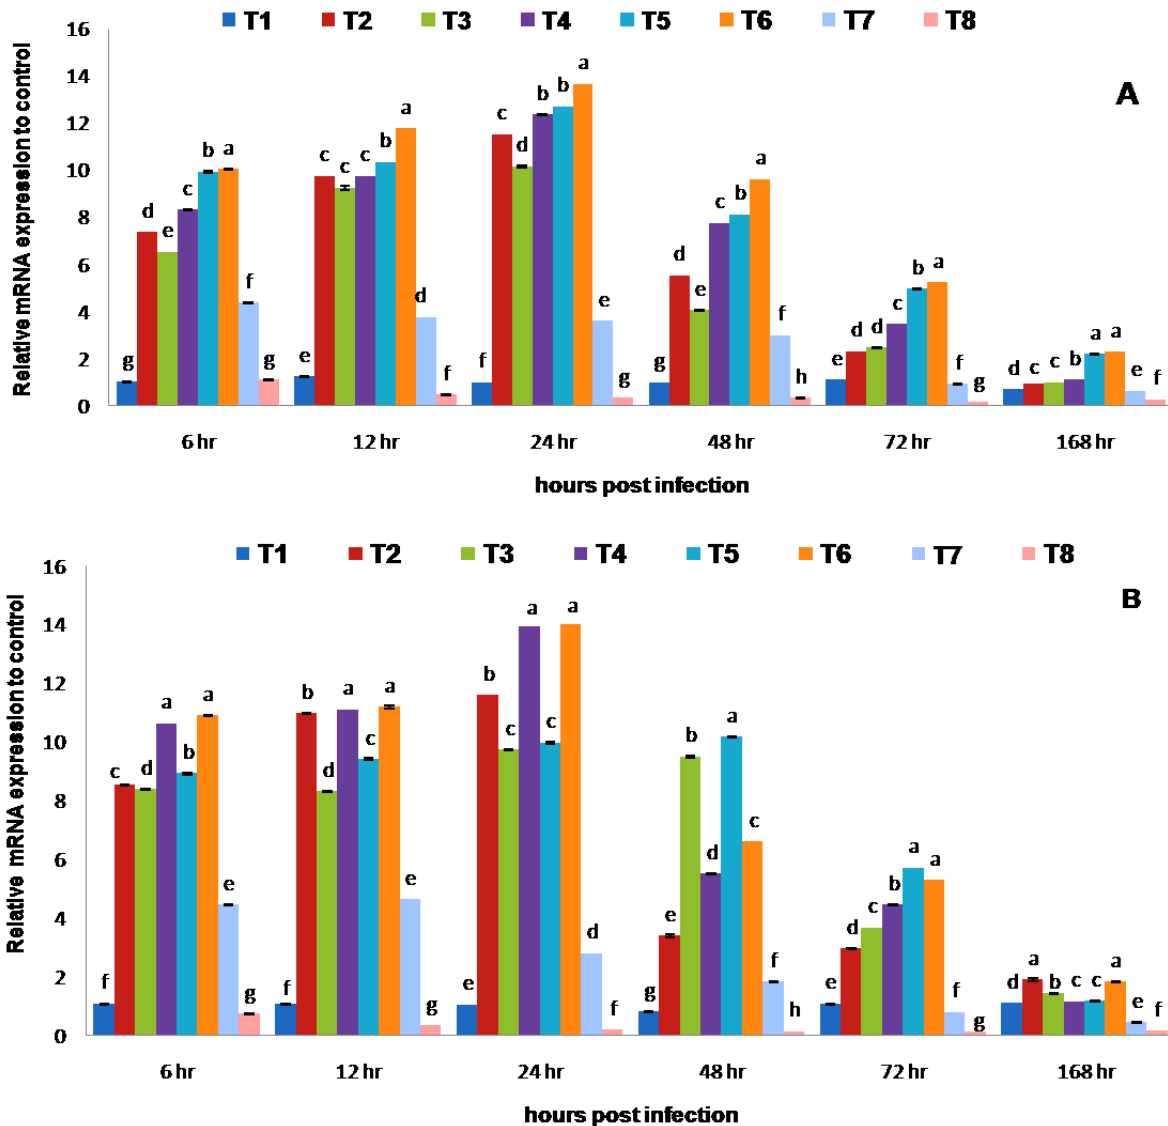 T1 T2 T3 T4 T5 T6 T7 T8
A
Relative mRNA expression to control
16
14
12
10
8
6
4
2
0
g d e c b a f g
e c c c b a d f
f c d b b a e g
g d e c b a f h
e d d c b a f g
d c c b a a e f
6 hr 12 hr 24 hr 48 hr 72 hr 168 hr
hours post infection
T1 T2 T3 T4 T5 T6 T7 T8
B
Relative mRNA expression to control
16
14
12
10
8
6
4
2
0
f c d a b a e g
f b d a c a e f
e b c a c a d f
g e b d a c f h
e d c b a a f g
d a b c c a e f
6 hr 12 hr 24 hr 48 hr 72 hr 168 hr
hours post infection